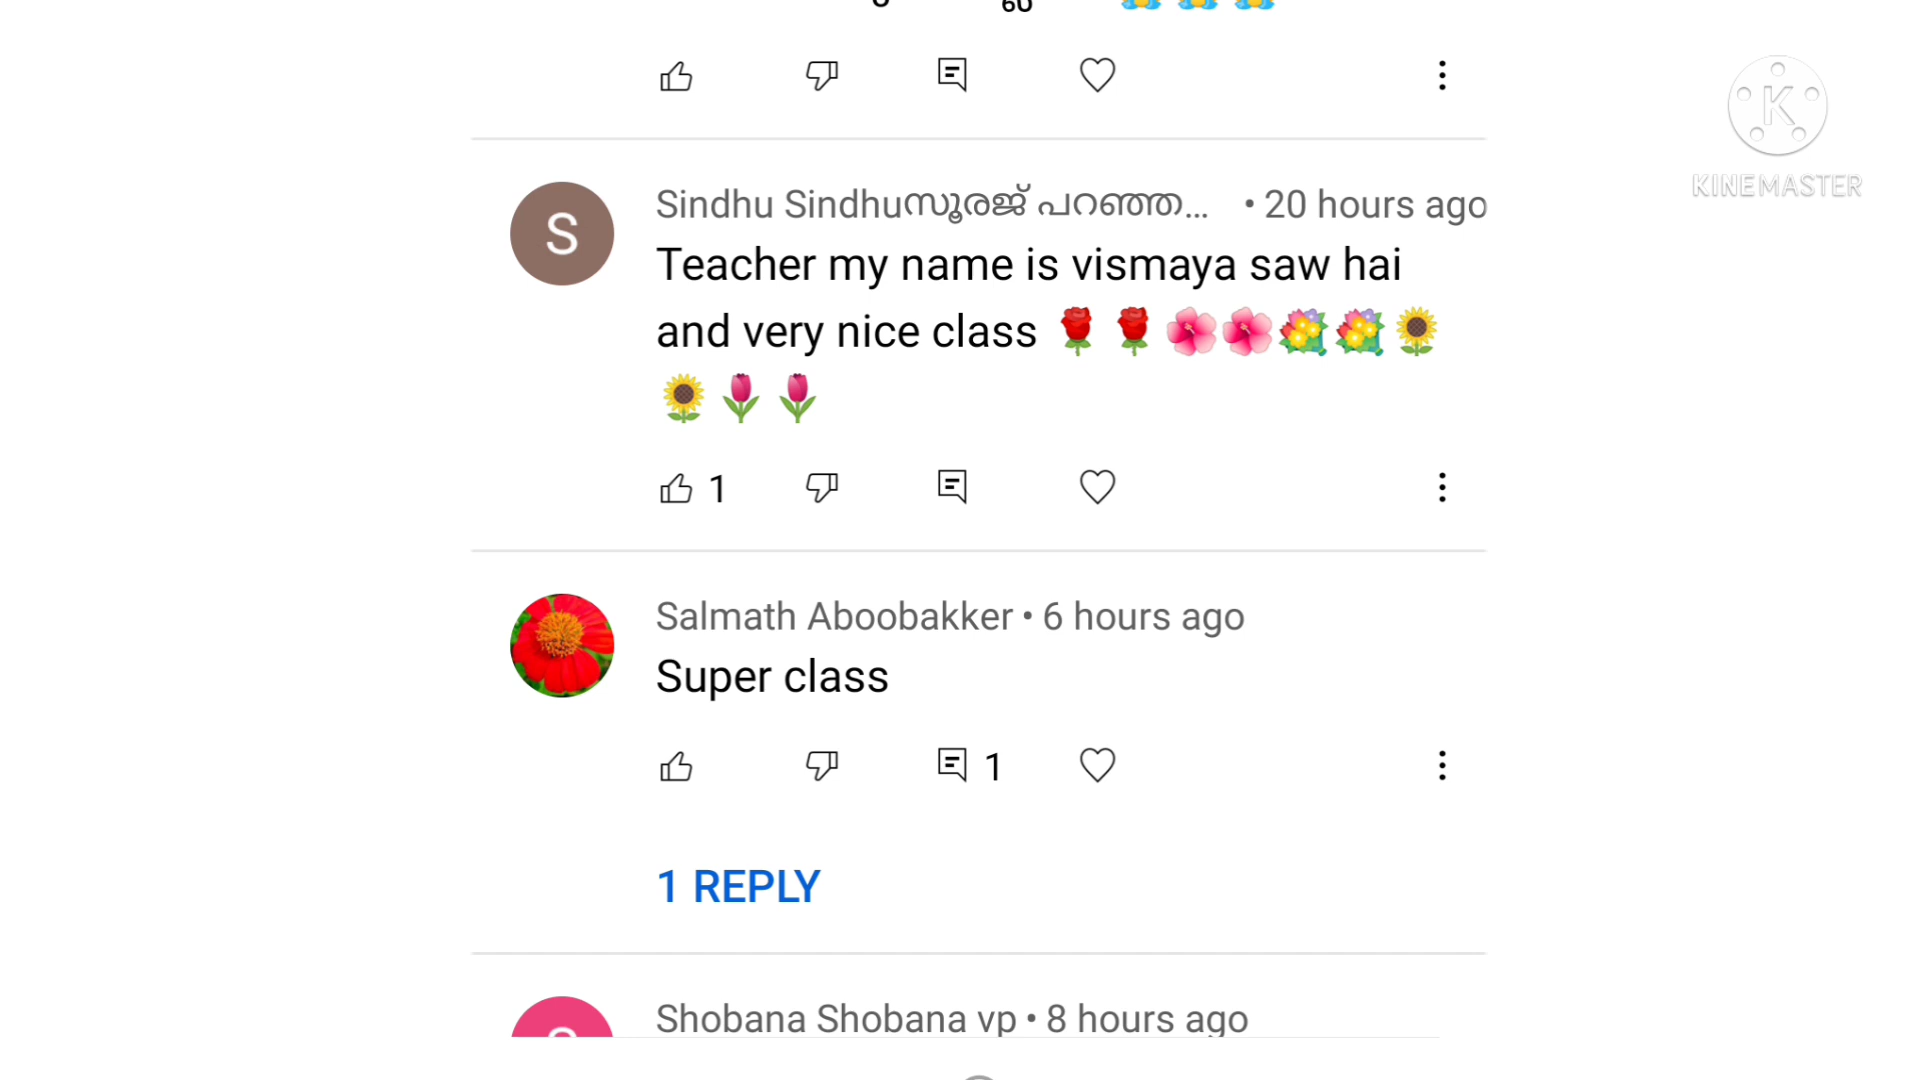 KINEMASTER
Sindhu Sindhuസൂരജ് പറഞ്ഞ... • 20 hours ago
Teacher my name is vismaya saw hai
and very nice class 🌹🌹🌺🌺💐💐🌻
🌻🌷🌷
1
Salmath Aboobakker • 6 hours ago
Super class
1
1 REPLY
Shobana Shobana vp • 8 hours ago